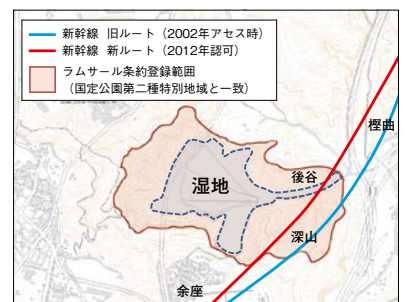 新幹線 旧ルート（2002年アセス時）
新幹線 新ルート（2012年認可）
ラムサール条約登録範囲
（国定公園第二種特別地域と一致）
樫曲
後谷
湿地
深山
余座